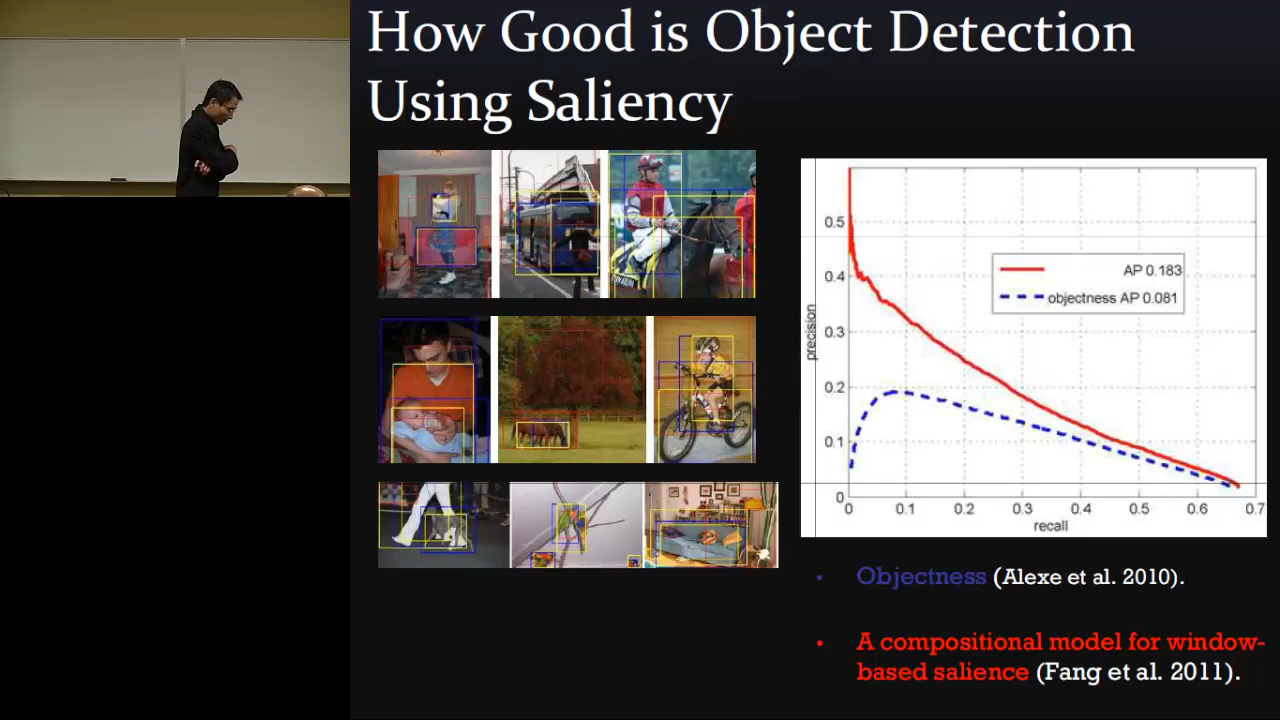 How Good is Object Detection
Using Saliency
0.5
0.4
0.3
0.2
0.1
0
precision
AP 0.183
objectness AP 0.081
0 0.1 0.2 0.3 0.4 0.5 0.6 0.7
recall
• Objectness (Alexe et al. 2010).
• A compositional model for window-
based salience (Fang et al. 2011).